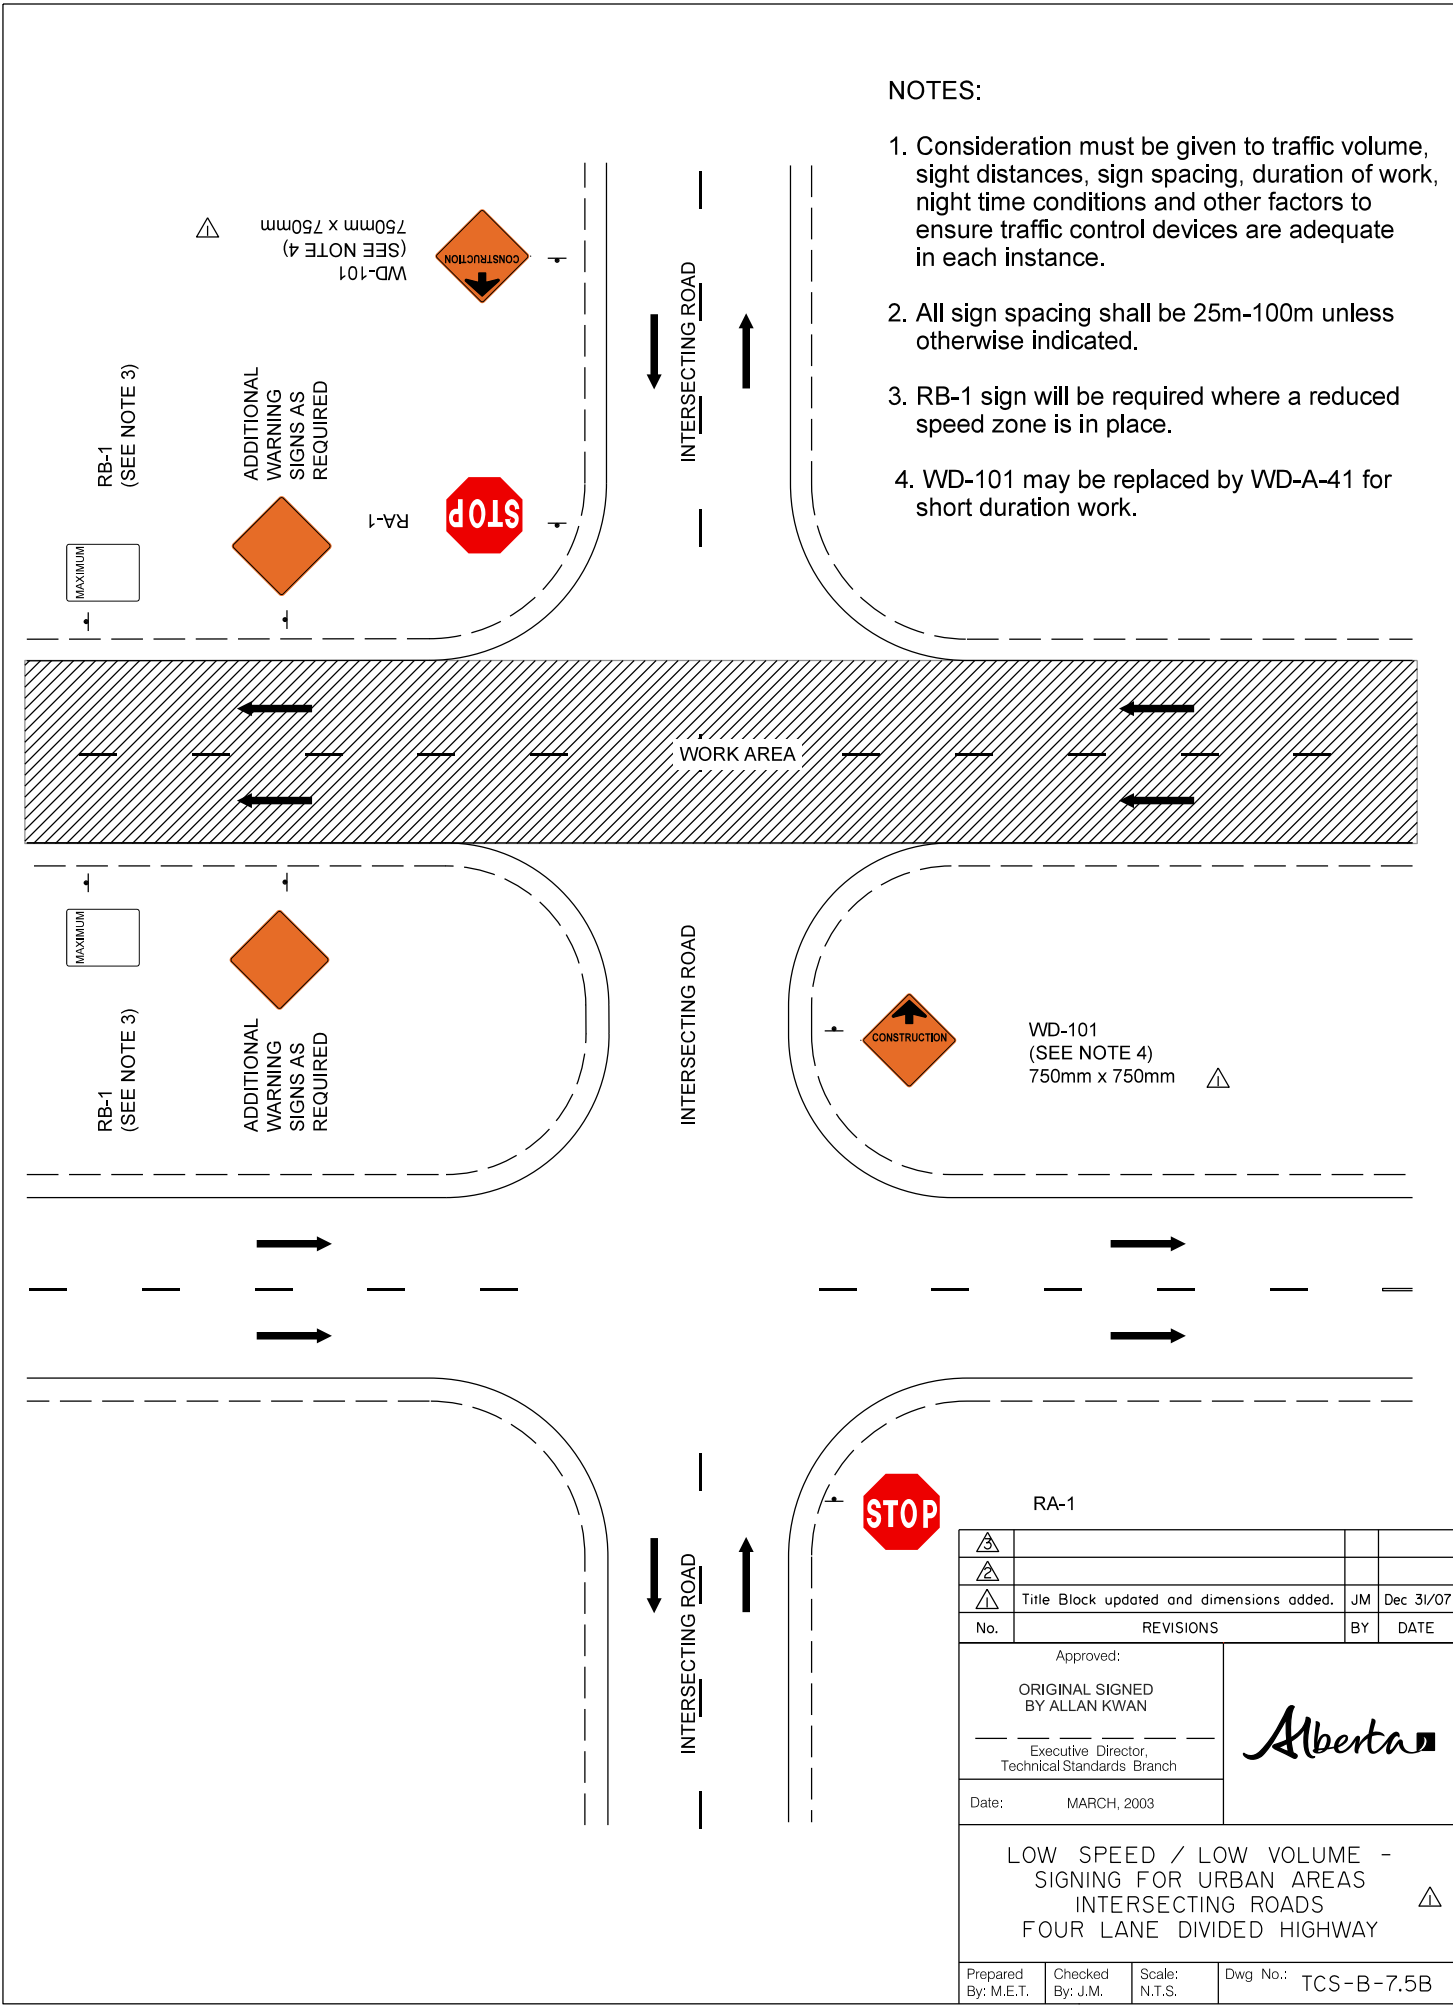 NOTES:
1. Consideration must be given to traffic volume,
sight distances, sign spacing, duration of work,
night time conditions and other factors to
ensure traffic control devices are adequate
in each instance.
2. All sign spacing shall be 25m-100m unless
otherwise indicated.
3. RB-1 sign will be required where a reduced
speed zone is in place.
4. WD-101 may be replaced by WD-A-41 for
short duration work.
WD-101
(SEE NOTE 4)
750mm x 750mm
1
CONSTRUCTION
INTERSECTING ROAD
RB-1
(SEE NOTE 3)
ADDITIONAL
WARNING
SIGNS AS
REQUIRED
RA-1
STOP
MAXIMUM
WORK AREA
MAXIMUM
RB-1
(SEE NOTE 3)
ADDITIONAL
WARNING
SIGNS AS
REQUIRED
INTERSECTING ROAD
CONSTRUCTION
WD-101
(SEE NOTE 4)
750mm x 750mm
1
STOP
RA-1
INTERSECTING ROAD
3
2
1 Title Block updated and dimensions added. JM Dec 31/07
No. REVISIONS BY DATE
Approved:
ORIGINAL SIGNED
BY ALLAN KWAN
Executive Director,
Technical Standards Branch
Date: MARCH, 2003
Alberta
LOW SPEED / LOW VOLUME -
SIGNING FOR URBAN AREAS
INTERSECTING ROADS
FOUR LANE DIVIDED HIGHWAY
1
Prepared
By: M.E.T.
Checked
By: J.M.
Scale:
N.T.S.
Dwg No.: TCS-B-7.5B